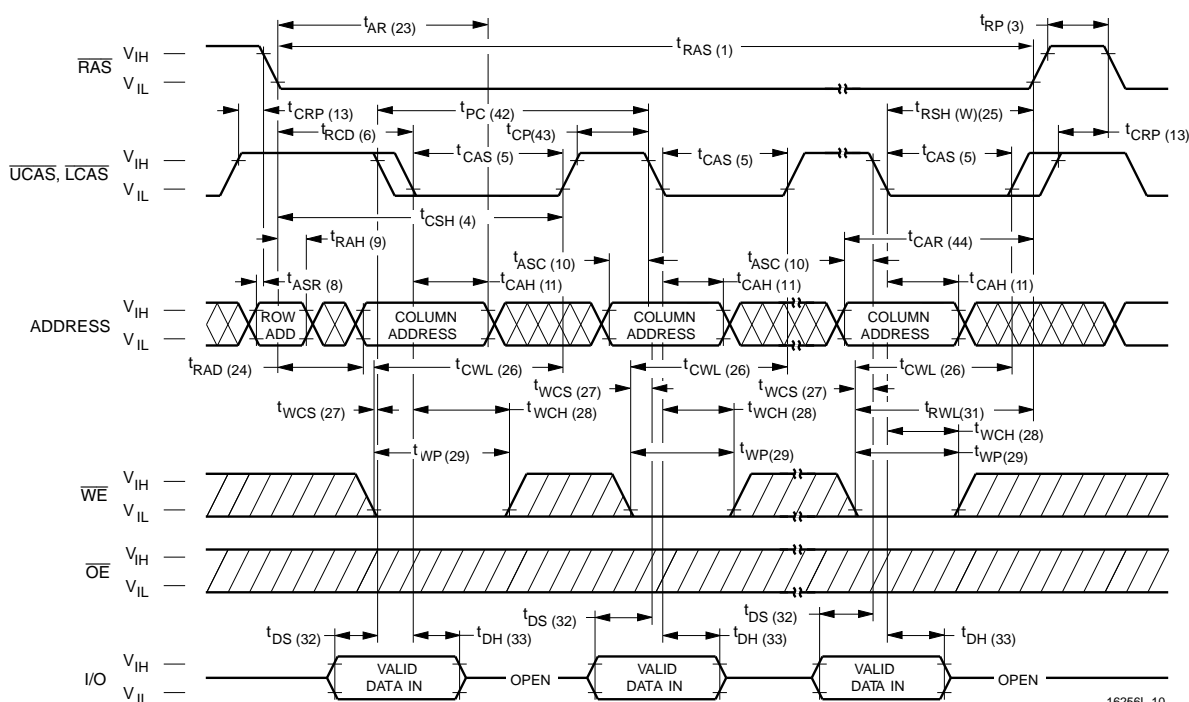 tAR (23)
tRP (3)
tRAS (1)
RAS
VIH
VIL
tCRP (13)
tPC (42)
tRCD (6)
tCP(43)
tRSH (W)(25)
tCRP (13)
UCAS, LCAS
VIH
VIL
tCAS (5)
tCAS (5)
tCAS (5)
tCSH (4)
tRAH (9)
tCAR (44)
tASR (8)
tASC (10)
tASC (10)
tCAH (11)
tCAH (11)
tCAH (11)
ADDRESS
VIH
VIL
ROW
ADD
COLUMN
ADDRESS
COLUMN
ADDRESS
COLUMN
ADDRESS
tRAD (24)
tCWL (26)
tCWL (26)
tCWL (26)
tWCS (27)
tWCS (27)
tWCS (27)
tWCH (28)
tWCH (28)
tRWL(31)
tWCH (28)
tWP(29)
tWP(29)
tWP(29)
WE
VIH
VIL
OE
VIH
VIL
tDS (32)
tDS (32)
tDS (32)
tDH (33)
tDH (33)
tDH (33)
I/O
VIH
VIL
VALID
DATA IN
OPEN
VALID
DATA IN
VALID
DATA IN
OPEN
16256L-10